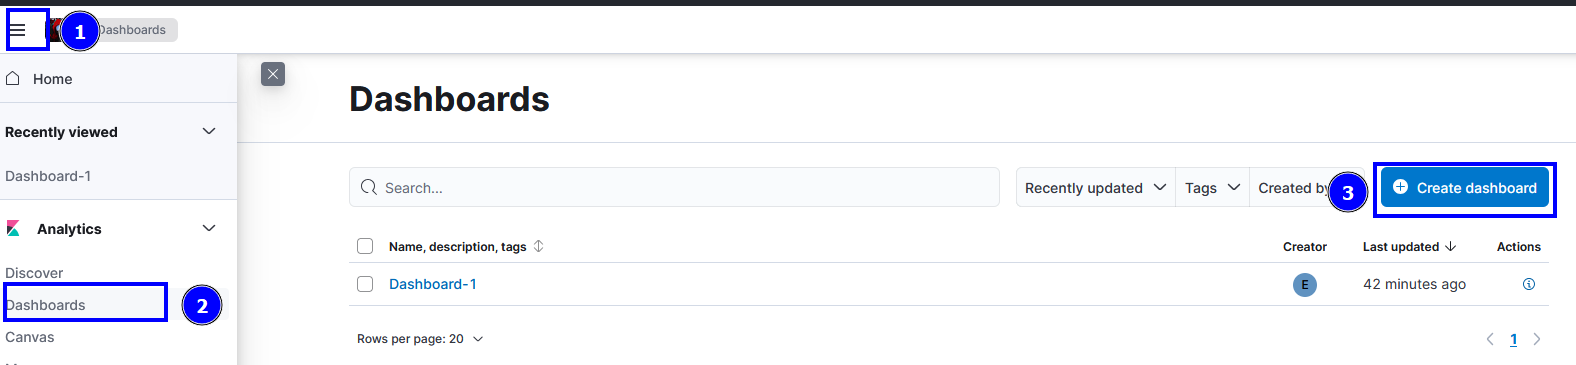 1
Dashboards
Home
Recently viewed
Dashboard-1
Analytics
Discover
Dashboards
2
Canvas
Dashboards
Search...
Recently updated
Tags
Created by
3
Create dashboard
Name, description, tags
Creator
Last updated
Actions
Dashboard-1
E
42 minutes ago
Rows per page: 20
1